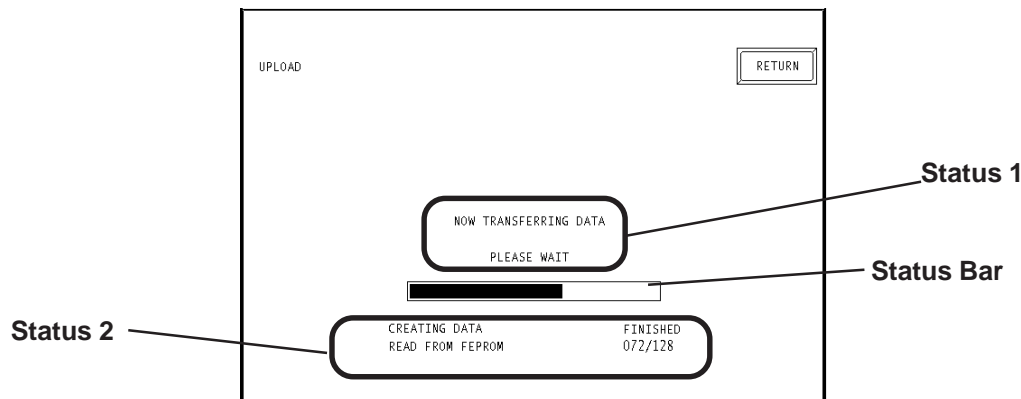 UPLOAD
RETURN
Status 1
NOW TRANSFERRING DATA
PLEASE WAIT
Status Bar
Status 2
CREATING DATA FINISHED
READ FROM FEPROM 072/128